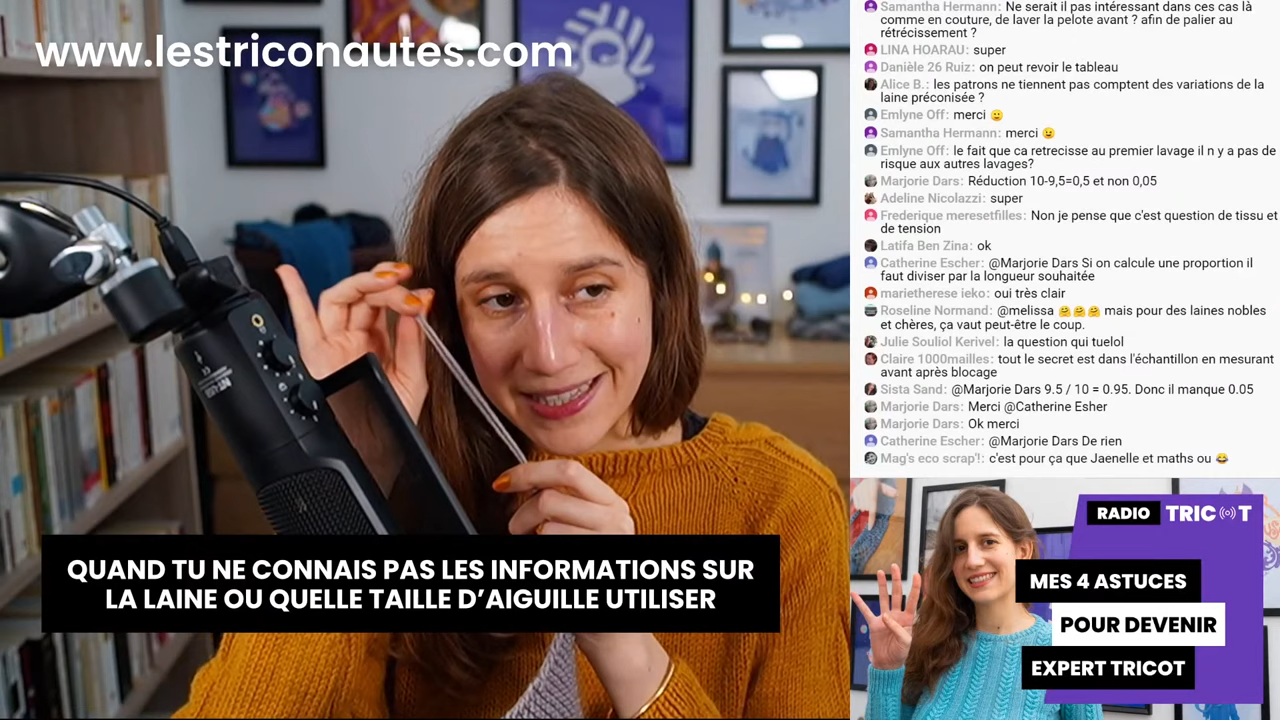 www.lestriconautes.com
QUAND TU NE CONNAIS PAS LES INFORMATIONS SUR
LA LAINE OU QUELLE TAILLE D’AIGUILLE UTILISER
Samantha Hermann: Ne serait il pas intéressant dans ces cas là
comme en couture, de laver la pelote avant ? afin de palier au
rétrécissement ?
LINA HOARAU: super
Danièle 26 Ruiz: on peut revoir le tableau
Alice B.: les patrons ne tiennent pas comptent des variations de la
laine préconisée ?
Emlyne Off: merci 🙂
Samantha Hermann: merci 😉
Emlyne Off: le fait que ca retrecisse au premier lavage il n y a pas de
risque aux autres lavages?
Marjorie Dars: Réduction 10-9,5=0,5 et non 0,05
Adeline Nicolazzi: super
Frederique meresetfilles: Non je pense que c'est question de tissu et
de tension
Latifa Ben Zina: ok
Catherine Escher: @Marjorie Dars Si on calcule une proportion il
faut diviser par la longueur souhaitée
marietherese ieko: oui très clair
Roseline Normand: @melissa 🤗🤗🤗 mais pour des laines nobles
et chères, ça vaut peut-être le coup.
Julie Souliol Kerivel: la question qui tuelol
Claire 1000mailles: tout le secret est dans l'échantillon en mesurant
avant après blocage
Sista Sand: @Marjorie Dars 9.5 / 10 = 0.95. Donc il manque 0.05
Marjorie Dars: Merci @Catherine Esher
Marjorie Dars: Ok merci
Catherine Escher: @Marjorie Dars De rien
Mag's eco scrap'!: c'est pour ça que Jaenelle et maths ou 😂
RADIO TRICOT
MES 4 ASTUCES
POUR DEVENIR
EXPERT TRICOT